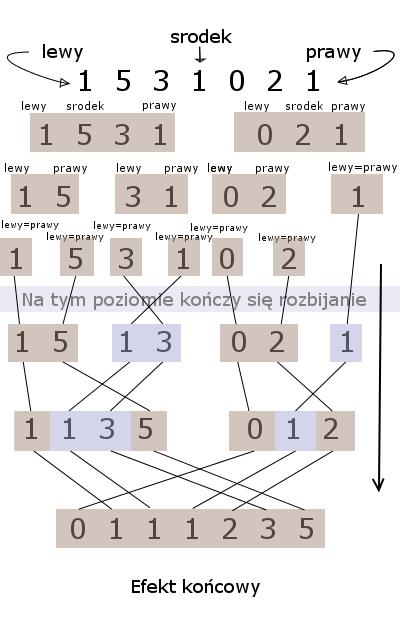 srodek
lewy prawy
1 5 3 1 0 2 1
lewy srodek prawy lewy srodek prawy
1 5 3 1 0 2 1
lewy prawy lewy prawy lewy prawy lewy=prawy
1 5 3 1 0 2 1
lewy=prawy lewy=prawy lewy=prawy
lewy=prawy lewy=prawy lewy=prawy
1 5 3 1 0 2
Na tym poziomie kończy się rozbijanie
1 5 1 3 0 2 1
1 1 3 5 0 1 2
0 1 1 1 2 3 5
Efekt końcowy